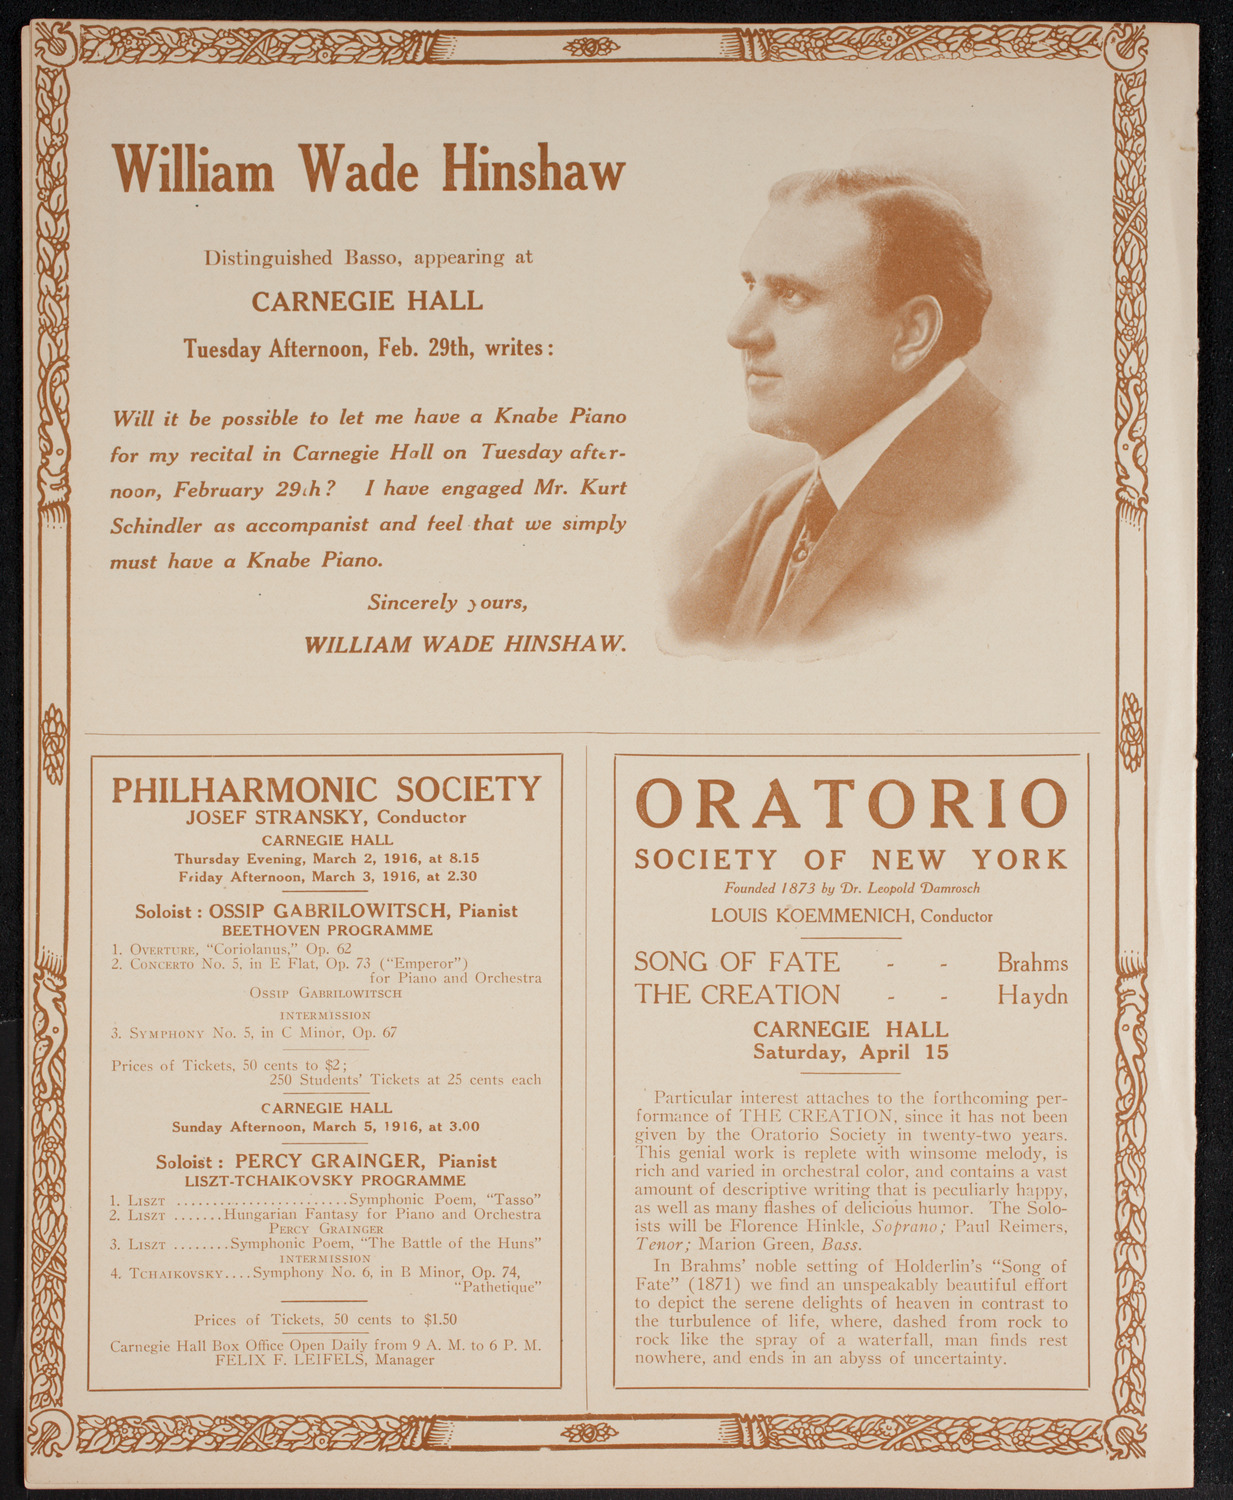 William Wade Hinshaw
Distinguished Basso, appearing at
CARNEGIE HALL
Tuesday Afternoon, Feb. 29th, writes:
Will it be possible to let me have a Knabe Piano
for my recital in Carnegie Hall on Tuesday after-
noon, February 29th? I have engaged Mr. Kurt
Schindler as accompanist and feel that we simply
must have a Knabe Piano.
Sincerely yours,
WILLIAM WADE HINSHAW.
PHILHARMONIC SOCIETY
JOSEF STRANSKY, Conductor
CARNEGIE HALL
Thursday Evening, March 2, 1916, at 8.15
Friday Afternoon, March 3, 1916, at 2.30
Soloist: OSSIP GABRILOWITSCH, Pianist
BEETHOVEN PROGRAMME
1. OVERTURE, “Coriolanus,” Op. 62
2. CONCERTO No. 5, in E Flat, Op. 73 (“Emperor”)
for Piano and Orchestra
OSSIP GABRILOWITSCH
INTERMISSION
3. SYMPHONY No. 5, in C Minor, Op. 67
Prices of Tickets, 50 cents to $2;
250 Students’ Tickets at 25 cents each
CARNEGIE HALL
Sunday Afternoon, March 5, 1916, at 3.00
Soloist: PERCY GRAINGER, Pianist
LISZT-TCHAIKOVSKY PROGRAMME
1. LISZT ........................Symphonic Poem, “Tasso”
2. LISZT .......Hungarian Fantasy for Piano and Orchestra
PERCY GRAINGER
3. LISZT ........Symphonic Poem, “The Battle of the Huns”
INTERMISSION
4. TCHAIKOVSKY....Symphony No. 6, in B Minor, Op. 74,
“Pathetique”
Prices of Tickets, 50 cents to $1.50
Carnegie Hall Box Office Open Daily from 9 A. M. to 6 P. M.
FELIX F. LEIFELS, Manager
ORATORIO
SOCIETY OF NEW YORK
Founded 1873 by Dr. Leopold Damrosch
LOUIS KOEMMENICH, Conductor
SONG OF FATE - - Brahms
THE CREATION - - Haydn
CARNEGIE HALL
Saturday, April 15
Particular interest attaches to the forthcoming per-
formance of THE CREATION, since it has not been
given by the Oratorio Society in twenty-two years.
This genial work is replete with winsome melody, is
rich and varied in orchestral color, and contains a vast
amount of descriptive writing that is peculiarly happy,
as well as many flashes of delicious humor. The Solo-
ists will be Florence Hinkle, Soprano; Paul Reimers,
Tenor; Marion Green, Bass.
In Brahms’ noble setting of Holderlin’s “Song of
Fate” (1871) we find an unspeakably beautiful effort
to depict the serene delights of heaven in contrast to
the turbulence of life, where, dashed from rock to
rock like the spray of a waterfall, man finds rest
nowhere, and ends in an abyss of uncertainty.